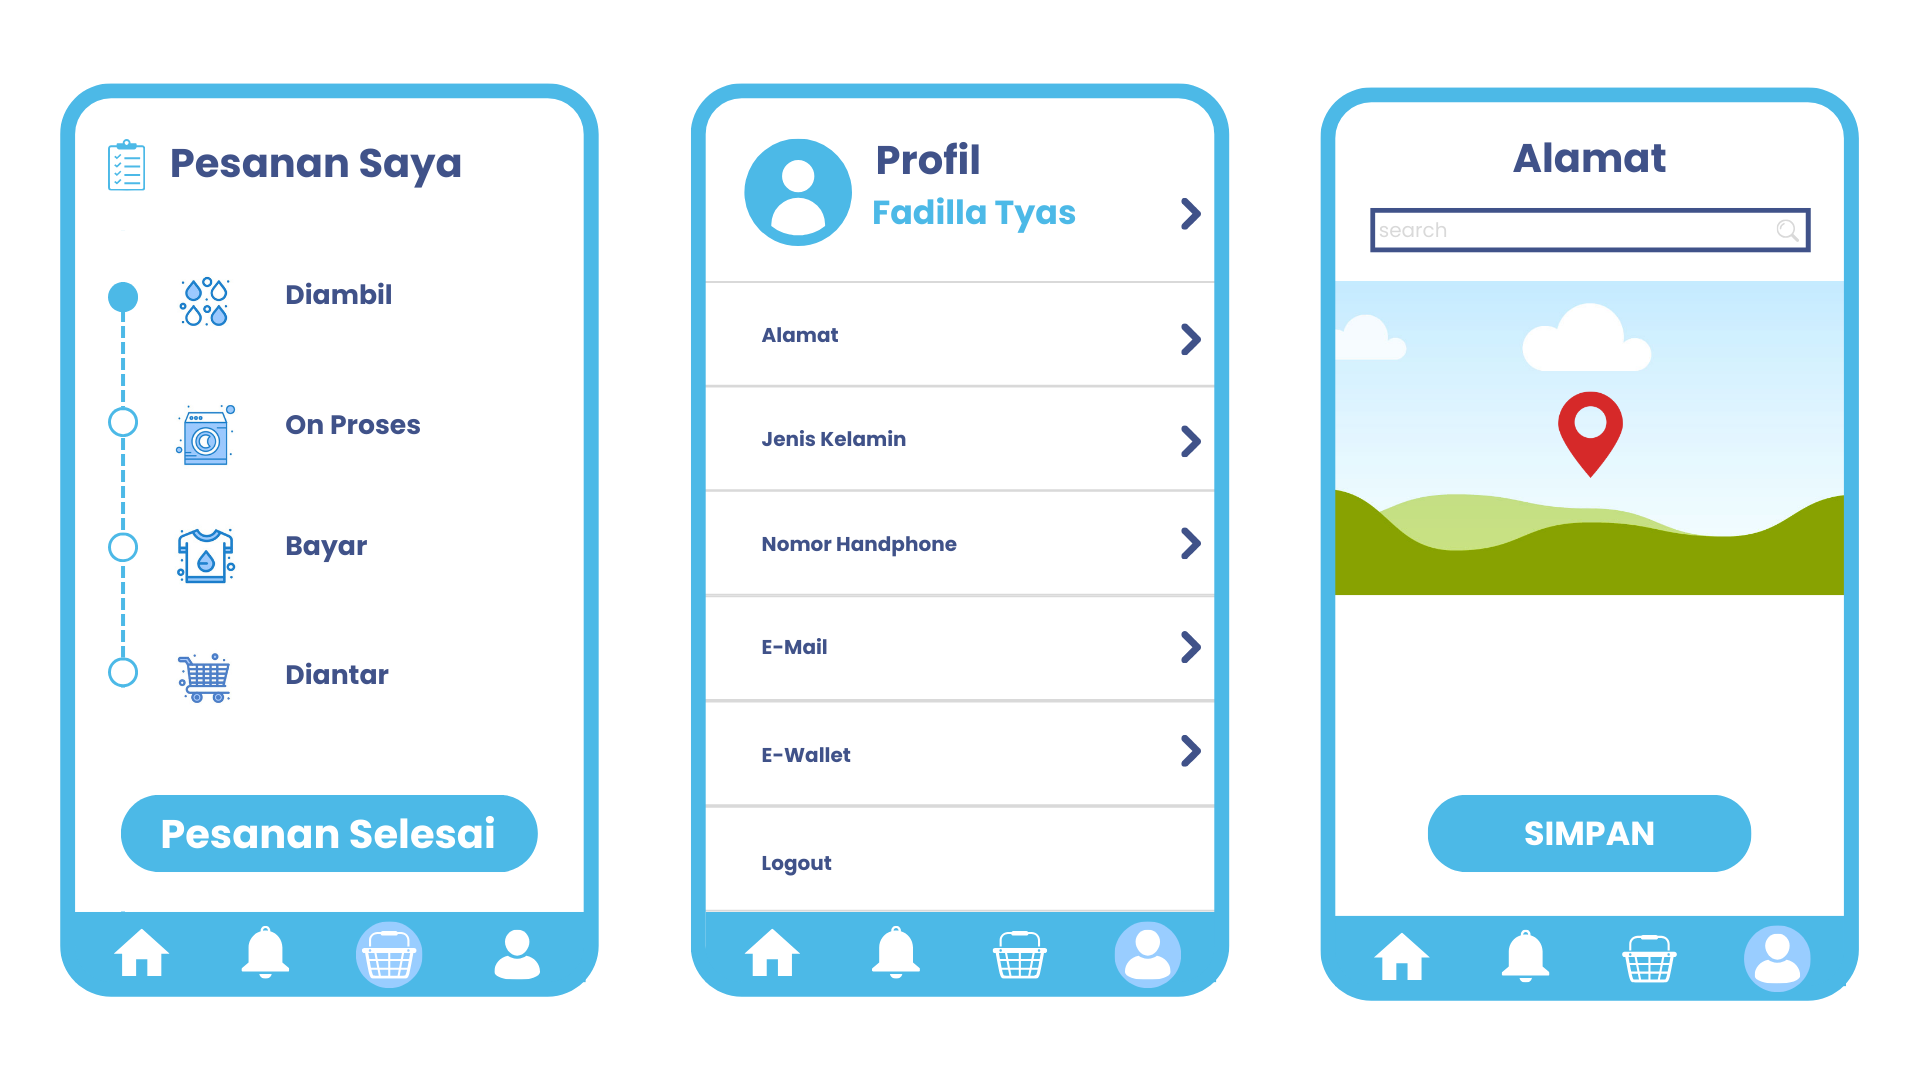 Pesanan Saya
Diambil
On Proses
Bayar
Diantar
Pesanan Selesai
Profil
Fadilla Tyas
Alamat
Jenis Kelamin
Nomor Handphone
E-Mail
E-Wallet
Logout
Alamat
search
SIMPAN